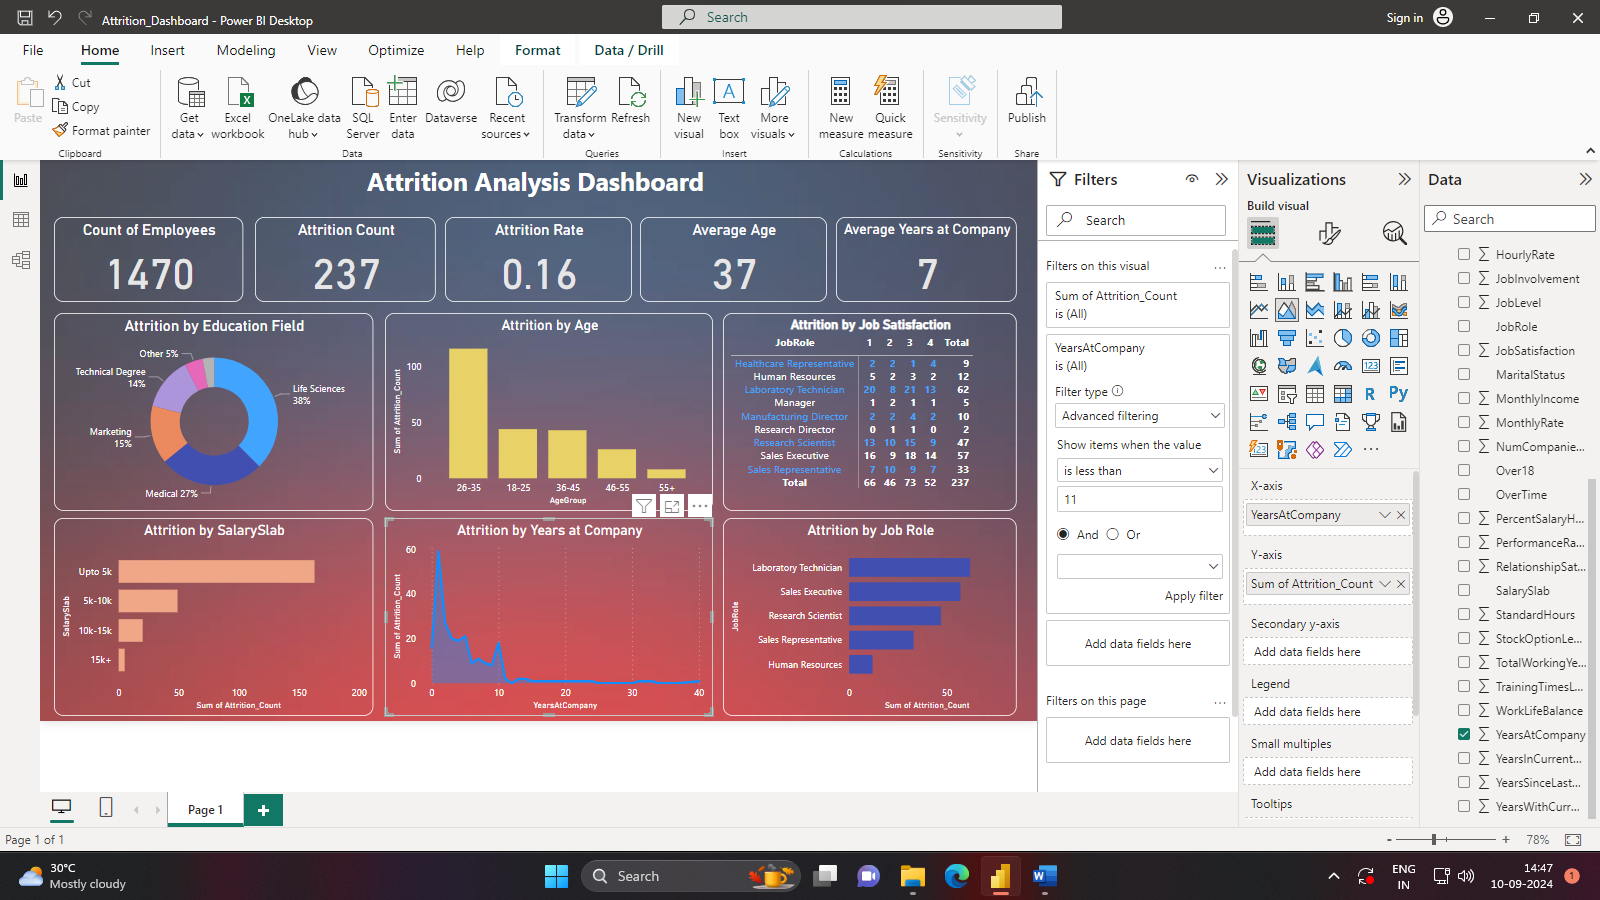 Attrition_Dashboard - Power BI Desktop
Search
Sign in
File Home Insert Modeling View Optimize Help Format Data / Drill
Paste
Cut
Copy
Format painter
Clipboard
Get data
Excel workbook
OneLake data hub
SQL Server
Enter data
Dataverse
Recent sources
Data
Transform data
Refresh
Queries
New visual
Text box
More visuals
Insert
New measure
Quick measure
Calculations
Sensitivity
Sensitivity
Publish
Share
Attrition Analysis Dashboard
Count of Employees
1470
Attrition Count
237
Attrition Rate
0.16
Average Age
37
Average Years at Company
7
Attrition by Education Field
Other 5%
Technical Degree
14%
Life Sciences
38%
Marketing
15%
Medical 27%
Attrition by Age
Sum of Attrition_Count
100
50
0
26-35 18-25 36-45 46-55 55+
AgeGroup
Attrition by Job Satisfaction
JobRole 1 2 3 4 Total
Healthcare Representative 2 2 1 4 9
Human Resources 5 2 3 2 12
Laboratory Technician 20 8 21 13 62
Manager 1 2 1 1 5
Manufacturing Director 2 2 4 2 10
Research Director 0 1 1 0 2
Research Scientist 13 10 15 9 47
Sales Executive 16 9 18 14 57
Sales Representative 7 10 9 7 33
Total 66 46 73 52 237
Attrition by SalarySlab
SalarySlab
Upto 5k
5k-10k
10k-15k
15k+
0 50 100 150 200
Sum of Attrition_Count
Attrition by Years at Company
Sum of Attrition_Count
60
40
20
0
0 10 20 30 40
YearsAtCompany
Attrition by Job Role
JobRole
Laboratory Technician
Sales Executive
Research Scientist
Sales Representative
Human Resources
0 50
Sum of Attrition_Count
Filters
Search
Filters on this visual ...
Sum of Attrition_Count
is (All)
YearsAtCompany
is (All)
Filter type
Advanced filtering
Show items when the value
is less than
11
And Or
Apply filter
Add data fields here
Filters on this page ...
Add data fields here
Visualizations
Build visual
R
Py
123
...
X-axis
YearsAtCompany
Y-axis
Sum of Attrition_Count
Secondary y-axis
Add data fields here
Legend
Add data fields here
Small multiples
Add data fields here
Tooltips
Data
Search
HourlyRate
JobInvolvement
JobLevel
JobRole
JobSatisfaction
MaritalStatus
MonthlyIncome
MonthlyRate
NumCompanie...
Over18
OverTime
PercentSalaryH...
PerformanceRa...
RelationshipSat...
SalarySlab
StandardHours
StockOptionLe...
TotalWorkingYe...
TrainingTimesL...
WorkLifeBalance
YearsAtCompany
YearsInCurrent...
YearsSinceLast...
YearsWithCurr...
Page 1
Page 1 of 1
- + 78%
30°C
Mostly cloudy
Search
ENG
IN
14:47
10-09-2024
1